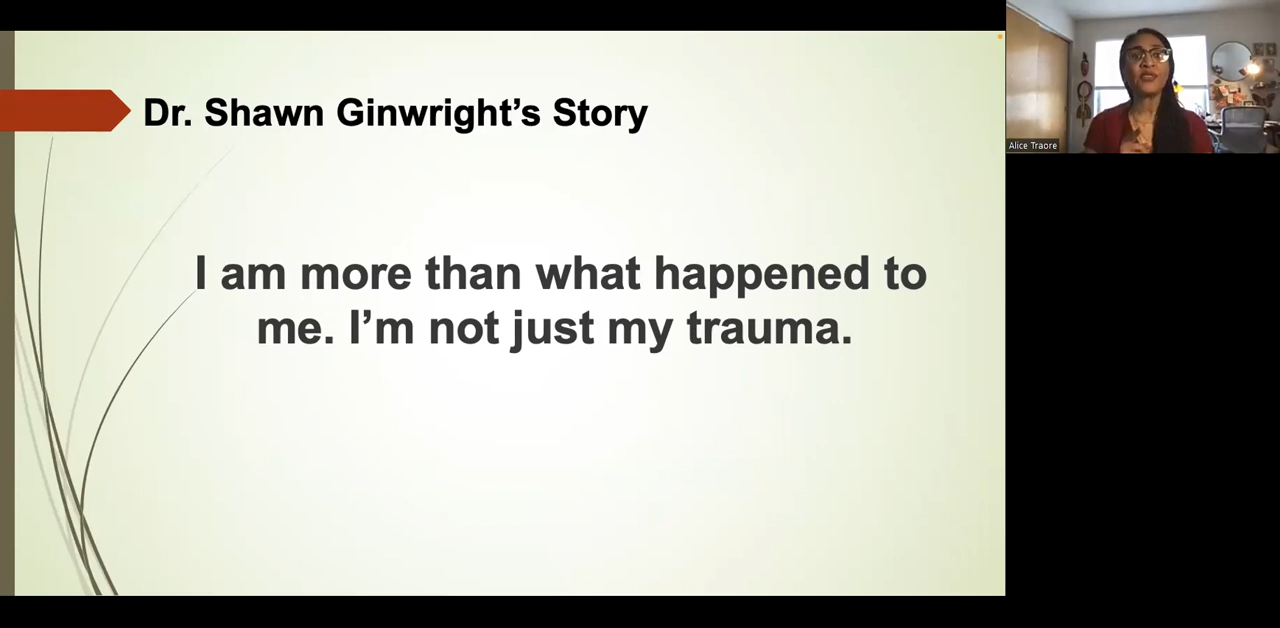 Dr. Shawn Ginwright’s Story
I am more than what happened to
me. I’m not just my trauma.
Alice Traore